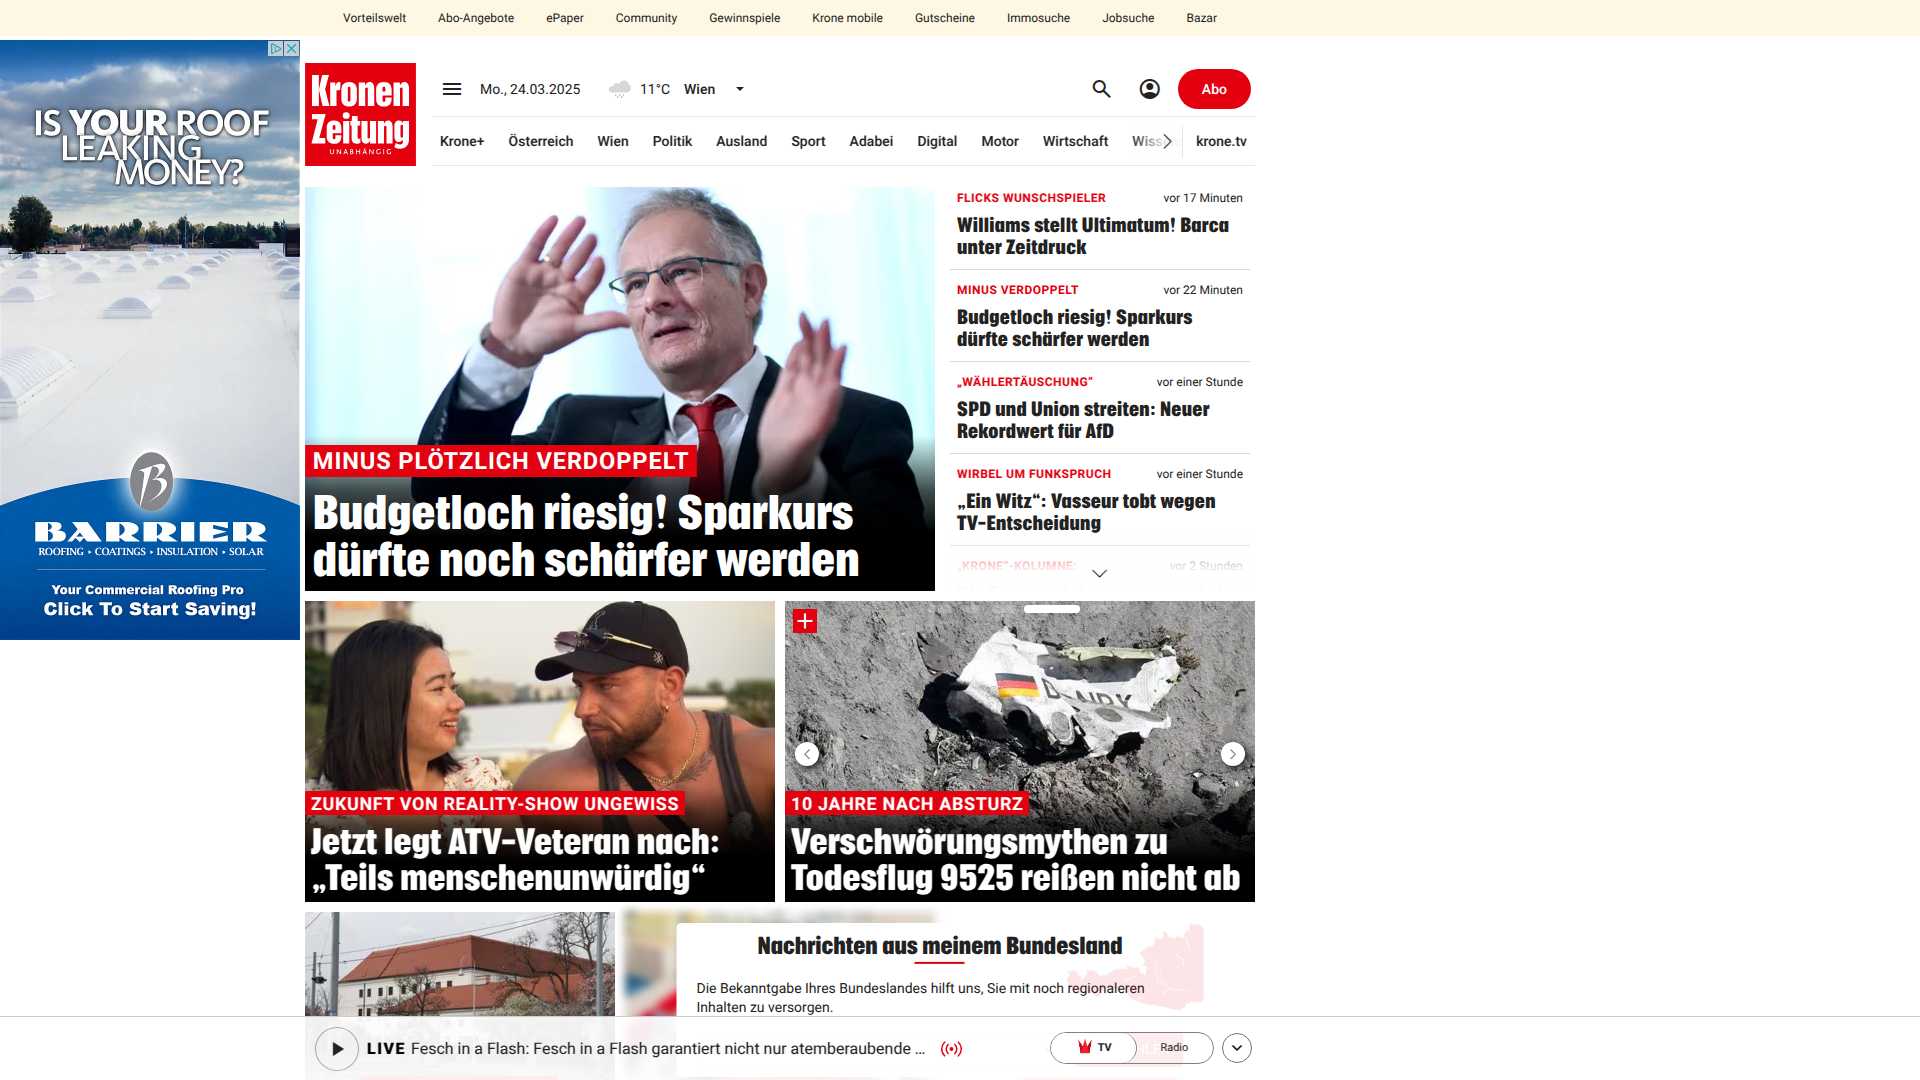 Vorteilswelt Abo-Angebote ePaper Community Gewinnspiele Krone mobile Gutscheine Immosuche Jobsuche Bazar
IS YOUR ROOF
LEAKING
MONEY?
B
BARRIER
ROOFING • COATINGS • INSULATION • SOLAR
Your Commercial Roofing Pro
Click To Start Saving!
Kronen
Zeitung
UNABHÄNGIG
Mo., 24.03.2025 11°C Wien
Abo
Krone+ Österreich Wien Politik Ausland Sport Adabei Digital Motor Wirtschaft Wiss krone.tv
MINUS PLÖTZLICH VERDOPPELT
Budgetloch riesig! Sparkurs
dürfte noch schärfer werden
FLICKS WUNSCHSPIELER vor 17 Minuten
Williams stellt Ultimatum! Barca
unter Zeitdruck
MINUS VERDOPPELT vor 22 Minuten
Budgetloch riesig! Sparkurs
dürfte schärfer werden
„WÄHLERTÄUSCHUNG“ vor einer Stunde
SPD und Union streiten: Neuer
Rekordwert für AfD
WIRBEL UM FUNKSPRUCH vor einer Stunde
„Ein Witz“: Vasseur tobt wegen
TV-Entscheidung
„KRONE“-KOLUMNE: vor 2 Stunden
ZUKUNFT VON REALITY-SHOW UNGEWISS
Jetzt legt ATV-Veteran nach:
„Teils menschenunwürdig“
10 JAHRE NACH ABSTURZ
Verschwörungsmythen zu
Todesflug 9525 reißen nicht ab
Nachrichten aus meinem Bundesland
Die Bekanntgabe Ihres Bundeslandes hilft uns, Sie mit noch regionaleren
Inhalten zu versorgen.
LIVE Fesch in a Flash: Fesch in a Flash garantiert nicht nur atemberaubende ...
TV Radio